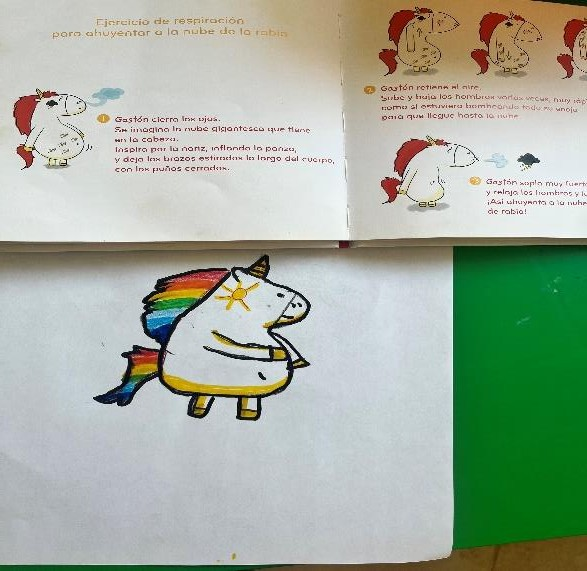 Ejercicio de respiración
para ahuyentar a la nube de la rabia
1 Gastón cierra los ojos.
Se imagina la nube gigantesca que tiene
en la cabeza.
Inspira por la nariz, inflando la panza,
y deja los brazos estirados lo largo del cuerpo,
con los puños cerrados.
2 Gastón retiene el aire.
Sube y baja los hombros varias veces, muy
como si estuviera bombeando todo su enojo
para que llegue hasta la nube
3 Gastón sopla muy fuert
y relaja los hombros y
¡Así ahuyenta a la nube
de rabia!